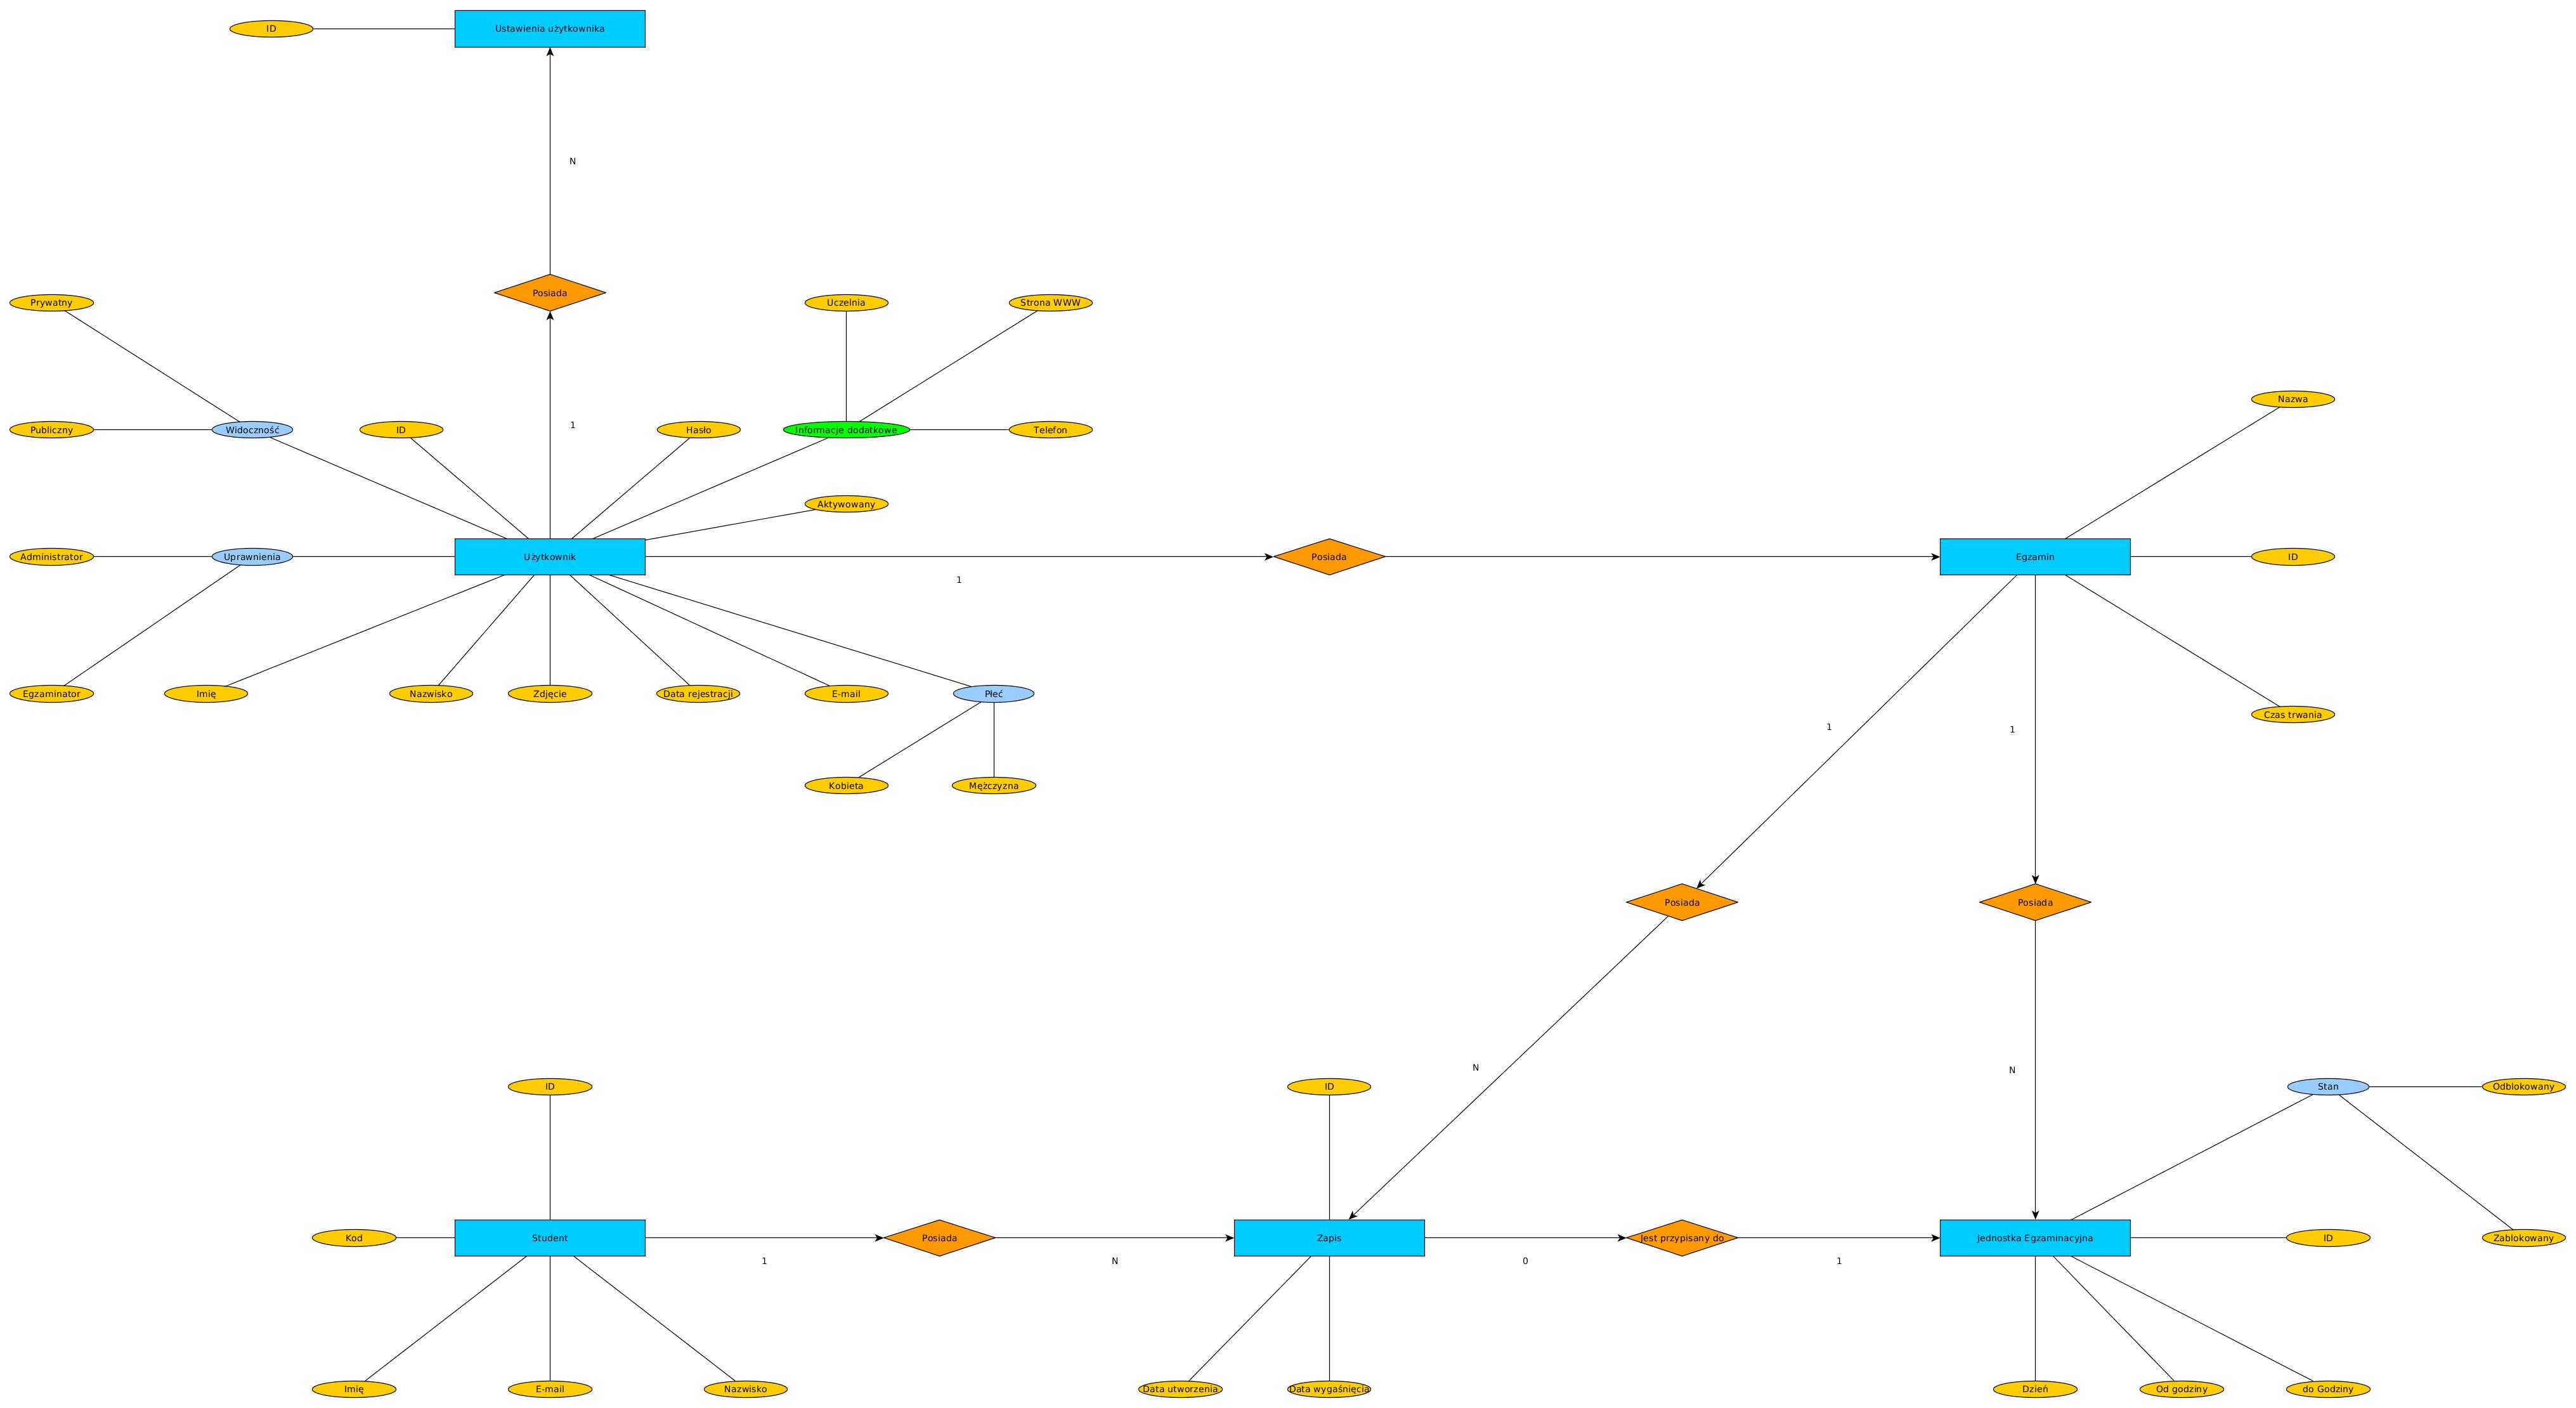 ID
Ustawienia użytkownika
N
Posiada
Prywatny
Uczelnia
Strona WWW
Nazwa
1
Publiczny
Widoczność
ID
Hasło
Informacje dodatkowe
Telefon
Aktywowany
Administrator
Uprawnienia
Użytkownik
Posiada
Egzamin
ID
1
Egzaminator
Imię
Nazwisko
Zdjęcie
Data rejestracji
E-mail
Płeć
Czas trwania
1
1
Kobieta
Mężczyzna
Posiada
Posiada
N
N
ID
ID
Stan
Odblokowany
Kod
Student
Posiada
Zapis
Jest przypisany do
Jednostka Egzaminacyjna
ID
Zablokowany
1
N
0
1
Imię
E-mail
Nazwisko
Data utworzenia
Data wygaśnięcia
Dzień
Od godziny
do Godziny